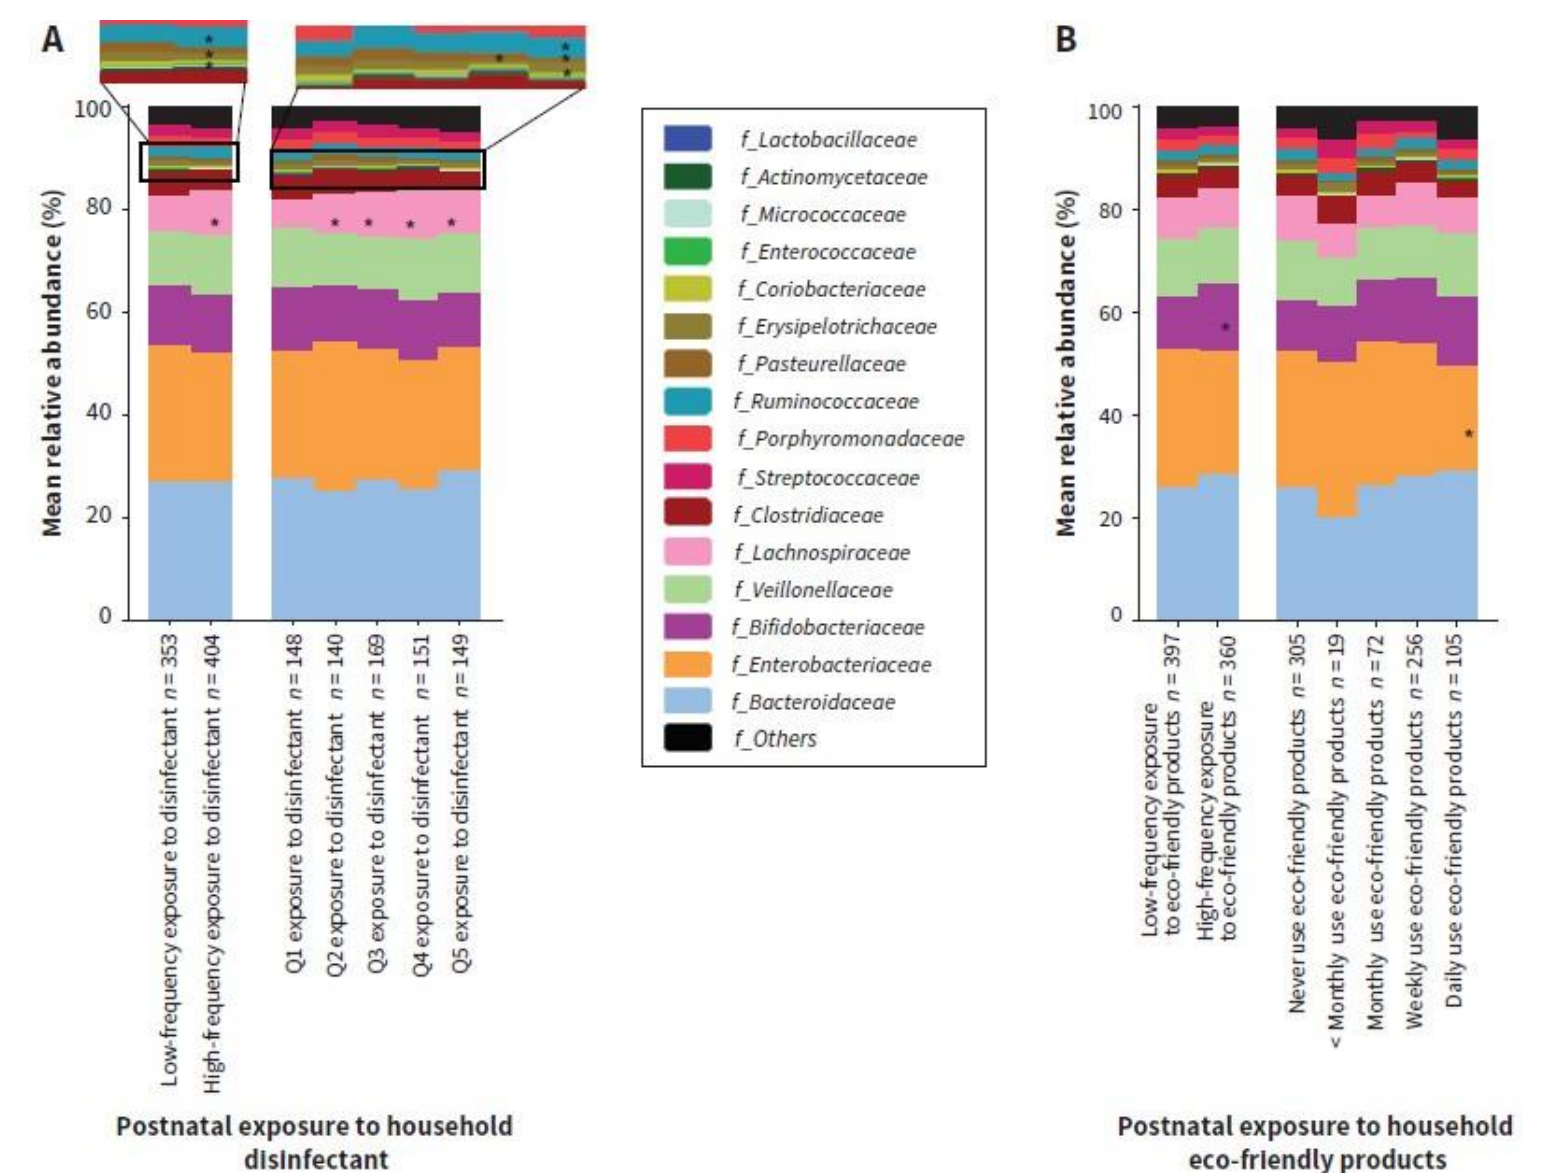 A
B
Mean relative abundance (%)
100
80
60
40
20
0
* * *
* * * *
* * * * *
Low-frequency exposure to disinfectant n = 353
High-frequency exposure to disinfectant n = 404
Q1 exposure to disinfectant n = 148
Q2 exposure to disinfectant n = 140
Q3 exposure to disinfectant n = 169
Q4 exposure to disinfectant n = 151
Q5 exposure to disinfectant n = 149
Postnatal exposure to household
disinfectant
f_Lactobacillaceae
f_Actinomycetaceae
f_Micrococcaceae
f_Enterococcaceae
f_Coriobacteriaceae
f_Erysipelotrichaceae
f_Pasteurellaceae
f_Ruminococcaceae
f_Porphyromonadaceae
f_Streptococcaceae
f_Clostridiaceae
f_Lachnospiraceae
f_Veillonellaceae
f_Bifidobacteriaceae
f_Enterobacteriaceae
f_Bacteroidaceae
f_Others
Mean relative abundance (%)
100
80
60
40
20
0
* *
Low-frequency exposure
to eco-friendly products n = 397
High-frequency exposure
to eco-friendly products n = 360
Never use eco-friendly products n = 305
< Monthly use eco-friendly products n = 19
Monthly use eco-friendly products n = 72
Weekly use eco-friendly products n = 256
Daily use eco-friendly products n = 105
Postnatal exposure to household
eco-friendly products